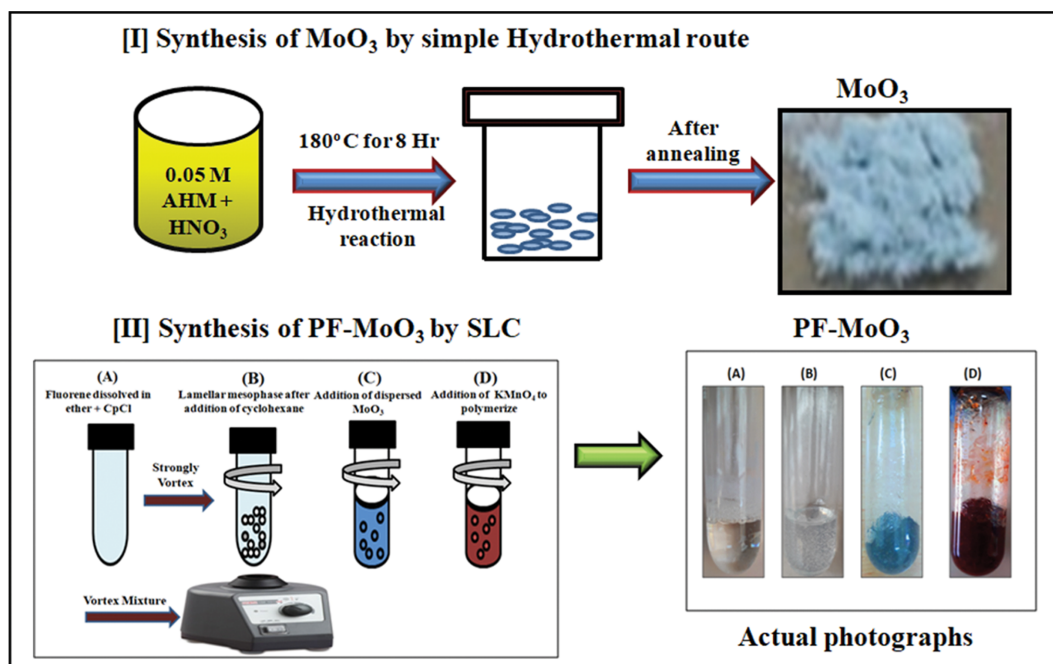 [I] Synthesis of MoO₃ by simple Hydrothermal route
0.05 M
AHM +
HNO₃
180° C for 8 Hr
Hydrothermal
reaction
After
annealing
MoO₃
[II] Synthesis of PF-MoO₃ by SLC
(A)
Fluorene dissolved in
ether + CpCl
(B)
Lamellar mesophase after
addition of cyclohexane
(C)
Addition of dispersed
MoO₃
(D)
Addition of KMnO₄ to
polymerize
Strongly
Vortex
Vortex Mixture
PF-MoO₃
(A)
(B)
(C)
(D)
Actual photographs